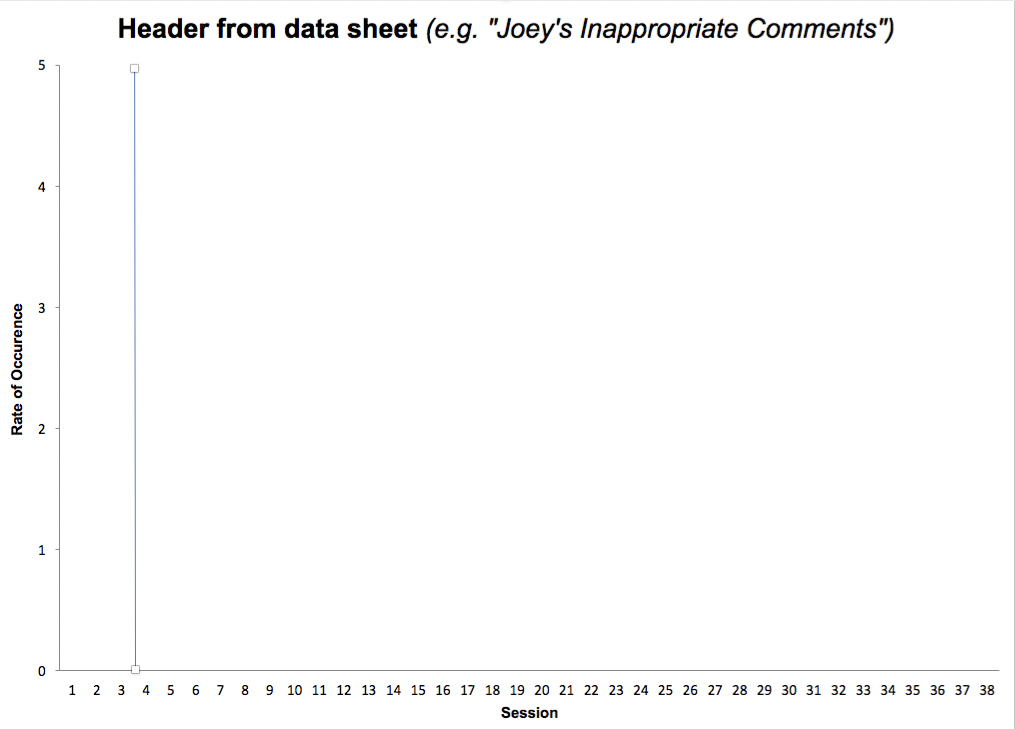 Header from data sheet (e.g. "Joey's Inappropriate Comments")
5
4
3
2
1
0
Rate of Occurence
1 2 3 4 5 6 7 8 9 10 11 12 13 14 15 16 17 18 19 20 21 22 23 24 25 26 27 28 29 30 31 32 33 34 35 36 37 38
Session